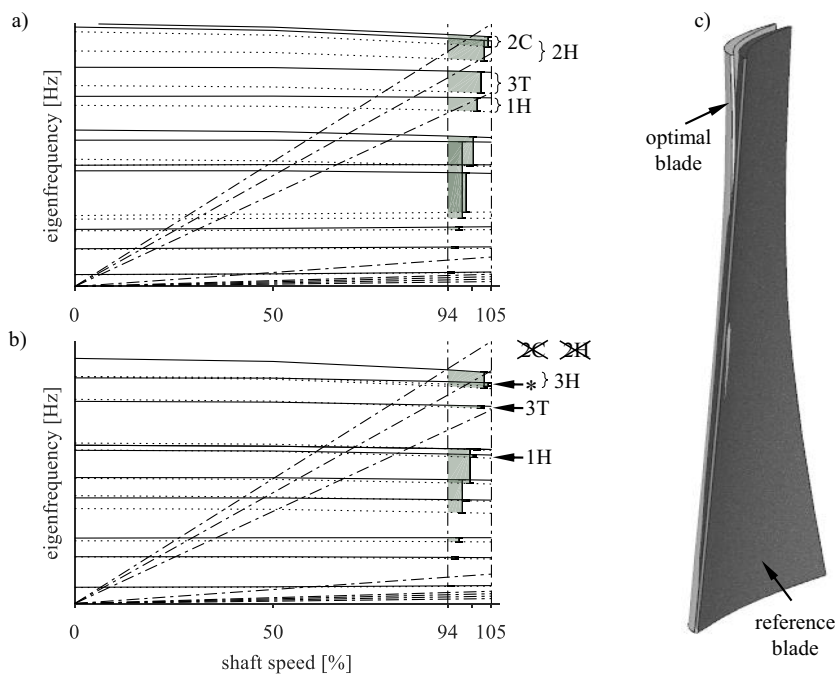 a)
eigenfrequency [Hz]
2C
2H
3T
1H
0
50
94
105
b)
eigenfrequency [Hz]
2C 2H
* 3H
3T
1H
0
50
94
105
shaft speed [%]
c)
optimal
blade
reference
blade